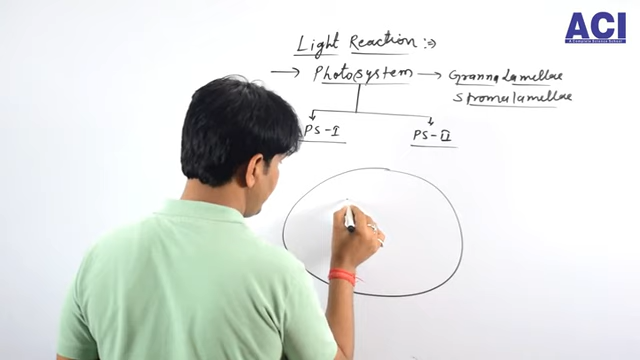 ACI
Light Reaction :-)
→ Photosystem → Granna Lamellae
Stroma lamellae
PS-I PS-II